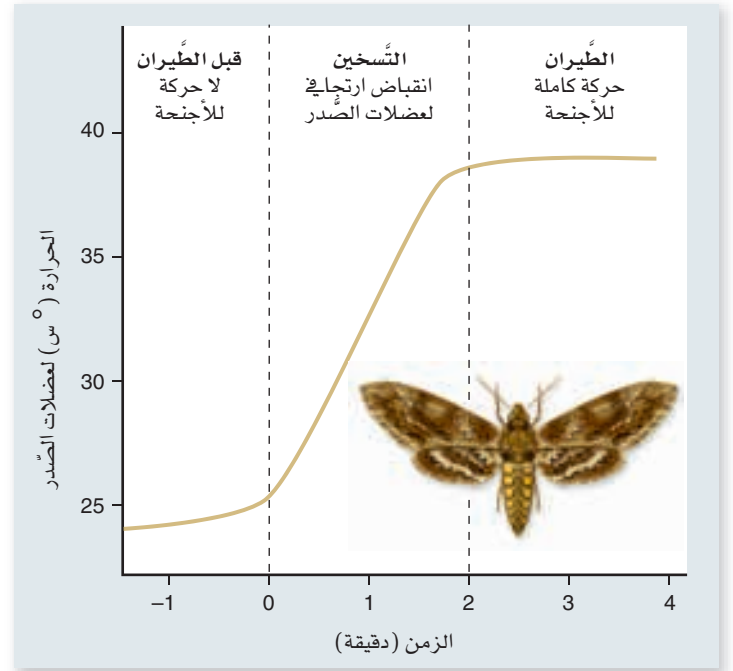 قبل الطَّيران
لا حركة
للأجنحة
التَّسخين
انقباض ارتجافي
لعضلات الصَّدر
الطَّيران
حركة كاملة
للأجنحة
الحرارة (°س) لعضلات الصّدر
40
35
30
25
–1 0 1 2 3 4
الزمن (دقيقة)